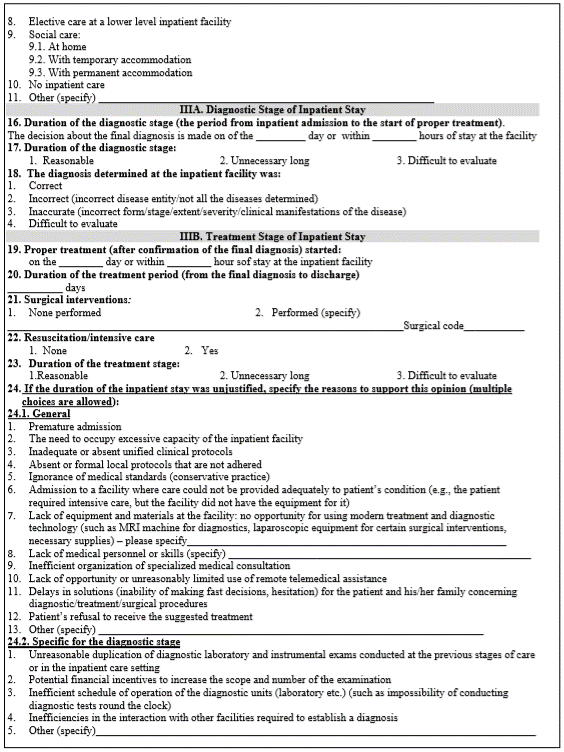 8. Elective care at a lower level inpatient facility
9. Social care:
9.1. At home
9.2. With temporary accommodation
9.3. With permanent accommodation
10. No inpatient care
11. Other (specify) ____________________
IIIA. Diagnostic Stage of Inpatient Stay
16. Duration of the diagnostic stage (the period from inpatient admission to the start of proper treatment).
The decision about the final diagnosis is made on of the _________ day or within ________ hours of stay at the facility
17. Duration of the diagnostic stage:
1. Reasonable 2. Unnecessary long 3. Difficult to evaluate
18. The diagnosis determined at the inpatient facility was:
1. Correct
2. Incorrect (incorrect disease entity/not all the diseases determined)
3. Inaccurate (incorrect form/stage/extent/severity/clinical manifestations of the disease)
4. Difficult to evaluate
IIIB. Treatment Stage of Inpatient Stay
19. Proper treatment (after confirmation of the final diagnosis) started:
on the ________ day or within ________ hour sof stay at the inpatient facility
20. Duration of the treatment period (from the final diagnosis to discharge)
_______________ days
21. Surgical interventions:
1. None performed 2. Performed (specify)
____________________Surgical code___________
22. Resuscitation/intensive care
1. None 2. Yes
23. Duration of the treatment stage:
1.Reasonable 2. Unnecessary long 3. Difficult to evaluate
24. If the duration of the inpatient stay was unjustified, specify the reasons to support this opinion (multiple
choices are allowed):
24.1. General
1. Premature admission
2. The need to occupy excessive capacity of the inpatient facility
3. Inadequate or absent unified clinical protocols
4. Absent or formal local protocols that are not adhered
5. Ignorance of medical standards (conservative practice)
6. Admission to a facility where care could not be provided adequately to patient's condition (e.g., the patient
required intensive care, but the facility did not have the equipment for it)
7. Lack of equipment and materials at the facility: no opportunity for using modern treatment and diagnostic
technology (such as MRI machine for diagnostics, laparoscopic equipment for certain surgical interventions,
necessary supplies) – please specify____________________
8. Lack of medical personnel or skills (specify) ____________________
9. Inefficient organization of specialized medical consultation
10. Lack of opportunity or unreasonably limited use of remote telemedical assistance
11. Delays in solutions (inability of making fast decisions, hesitation) for the patient and his/her family concerning
diagnostic/treatment/surgical procedures
12. Patient's refusal to receive the suggested treatment
13. Other (specify) ____________________
24.2. Specific for the diagnostic stage
1. Unreasonable duplication of diagnostic laboratory and instrumental exams conducted at the previous stages of care
or in the inpatient care setting
2. Potential financial incentives to increase the scope and number of the examination
3. Inefficient schedule of operation of the diagnostic units (laboratory etc.) (such as impossibility of conducting
diagnostic tests round the clock)
4. Inefficiencies in the interaction with other facilities required to establish a diagnosis
5. Other (specify)____________________